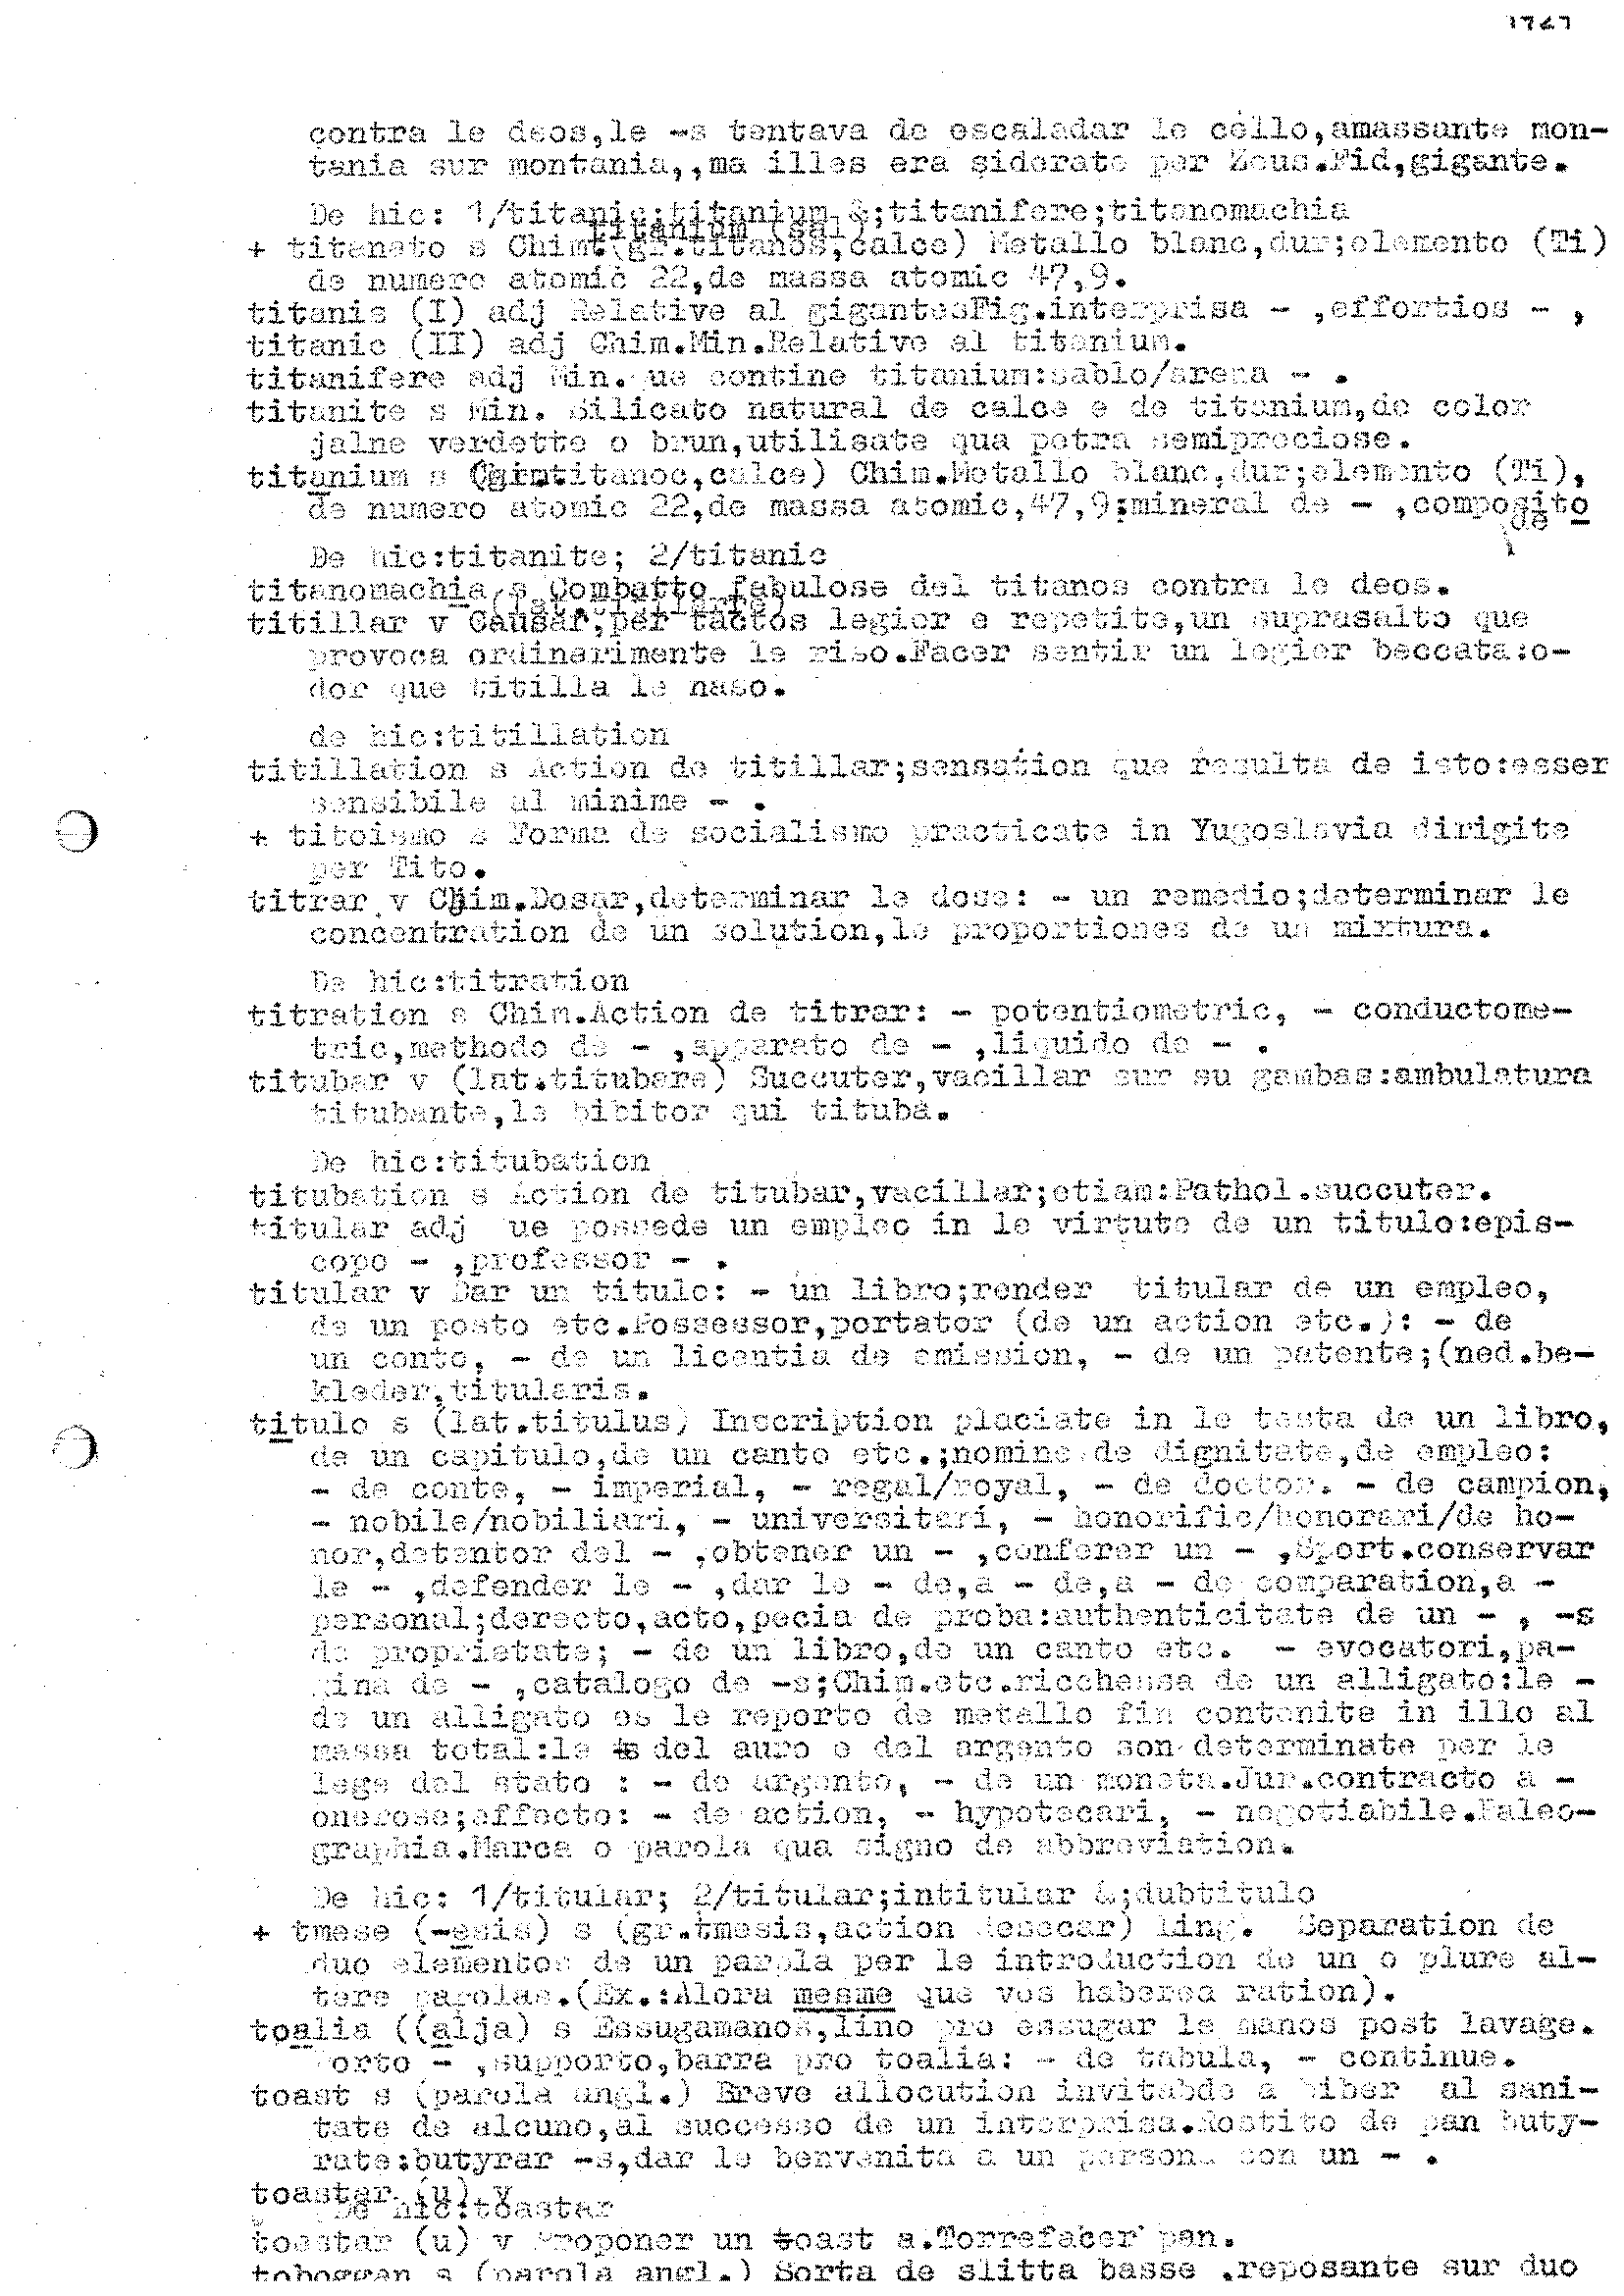 contra le deos,le -s tentava de escaladar le cello,amassante mon-
tania sur montania,,ma illes era siderate per Zeus.Fid,gigante.
De hic: 1/titanic;titanium &;titanifere;titanomachia
titanium (sal)
+ titanato s Chim.(gr.titanos,calce) Metallo blanc,dur;elemento (Ti)
de numero atomic 22,de massa atomic 47,9.
titanis (I) adj Relative al gigantesFig.interprisa - ,effortios - ,
titanic (II) adj Chim.Min.Relative al titanium.
titanifere adj Min. ue contine titanium:sablo/arena - .
titanite s Min. Silicato natural de calce e de titanium,de color
jalne verdette o brun,utilisate qua petra semipreciose.
titanium s (gr.titanoc,calce) Chim.Metallo blanc,dur;elemento (Ti),
de numero atomic 22,de massa atomic,47,9;mineral de - ,composito
de -
De hic:titanite; 2/titanic
titanomachia s Combatto fabulose del titanos contra le deos.
titillar v Causar,per tactos legier e repetite,un suprasalto que
provoca ordinarimente le riso.Facer sentir un legier beccata:o-
dor que titilla le naso.
de hic:titillation
titillation s Action de titillar;sensation que resulta de isto:esser
sensibile al minime - .
+ titoismo s Forma de socialismo practicate in Yugoslavia dirigite
per Tito.
titrar v Chim.Dosar,determinar le dose: - un remedio;determinar le
concentration de un solution,le proportiones de un mixtura.
De hic:titration
titration s Chim.Action de titrar: - potentiometric, - conductome-
tric,methodo de - ,apparato de - ,liquido de - .
titubar v (lat.titubare) Succuter,vacillar sur su gambas:ambulatura
titubante,le bibitor qui tituba.
De hic:titubation
titubation s Action de titubar,vacillar;etiam:Pathol.succuter.
titular adj ue possede un empleo in le virtute de un titulo:epis-
copo - ,professor - .
titular v Dar un titulo: - un libro;render titular de un empleo,
de un posto etc.Possessor,portator (de un action etc.): - de
un conto, - de un licentia de emission, - de un patente;(ned.be-
kleder,titularis.
titulo s (lat.titulus) Inscription placiate in le testa de un libro,
de un capitulo,de un canto etc.;nomine de dignitate,de empleo:
- de conte, - imperial, - regal/royal, - de doctor. - de campion,
- nobile/nobiliari, - universitari, - honorific/honorari/de ho-
nor,detentor del - ,obtener un - ,conferer un - ,Sport.conservar
le - ,defender le - ,dar le - de,a - de,a - de comparation,a -
personal;derecto,acto,pecia de proba:authenticitate de un - , -s
de proprietate; - de un libro,de un canto etc. - evocatori,pa-
gina de - ,catalogo de -s;Chim.etc.ricchessa de un alligato:le -
de un alligato es le reporto de metallo fin contenite in illo al
massa total:le -s del auro e del argento son determinate per le
lege del stato : - de argento, - de un moneta.Jur.contracto a -
onerose;effecto: - de action, - hypotecari, - negotiabile.Paleo-
graphia.Marca o parola qua signo de abbreviation.
De hic: 1/titular; 2/titular;intitular &;dubtitulo
+ tmese (-esis) s (gr.tmesis,action desecar) Ling. Separation de
duo elementos de un parola per le introduction de un o plure al-
tere parolas.(Ex.:Alora mesme que vos haberea ration).
toalia ((alja) s Essugamanos,lino pro essugar le manos post lavage.
Porto - ,supporto,barra pro toalia: - de tabula, - continue.
toast s (parola angl.) Breve allocution invitabde a biber al sani-
tate de alcuno,al successo de un interprisa.Rostito de pan buty-
rate:butyrar -s,dar le benvenita a un persona con un - .
toastar (u) v
De hic:toastar
toastar (u) v Proponer un toast a.Torrefacer pan.
toboggan s (parola angl.) Sorta de slitta basse ,reposante sur duo